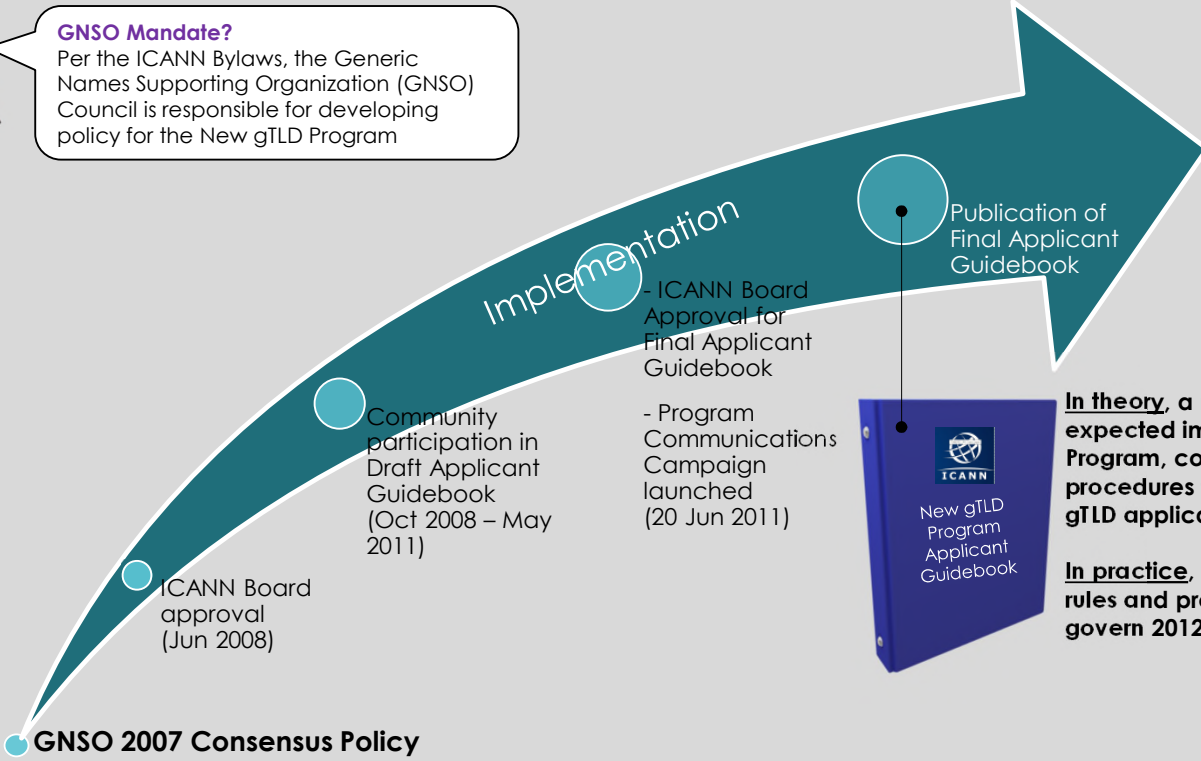 GNSO Mandate?
Per the ICANN Bylaws, the Generic
Names Supporting Organization (GNSO)
Council is responsible for developing
policy for the New gTLD Program
Implementation
Publication of
Final Applicant
Guidebook
- ICANN Board
Approval for
Final Applicant
Guidebook
- Program
Communications
Campaign
launched
(20 Jun 2011)
Community
participation in
Draft Applicant
Guidebook
(Oct 2008 – May
2011)
ICANN Board
approval
(Jun 2008)
GNSO 2007 Consensus Policy
ICANN
New gTLD
Program
Applicant
Guidebook
In theory, a
expected
Program,
procedures
gTLD
In practice,
rules and
govern 2012